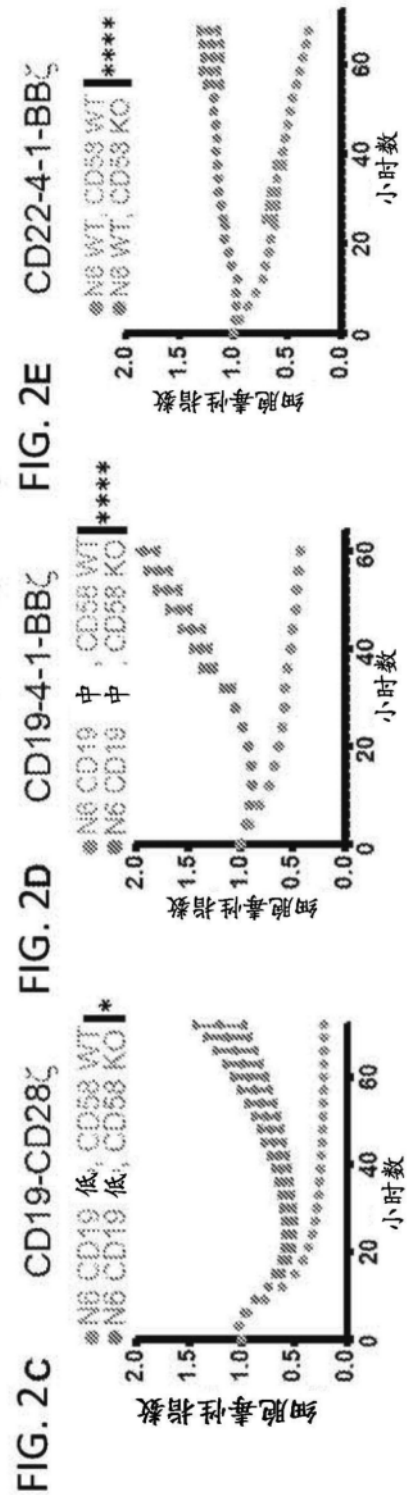 FIG. 2C CD19-CD28ζ
N6 CD19 低, CD58 WT
N6 CD19 低, CD58 KO
*
2.0
1.5
1.0
0.5
0.0
0 20 40 60
细胞毒性指数
小时数
FIG. 2D CD19-4-1-BBζ
N6 CD19 中, CD58 WT
N6 CD19 中, CD58 KO
****
2.0
1.5
1.0
0.5
0.0
0 20 40 60
细胞毒性指数
小时数
FIG. 2E CD22-4-1-BBζ
N6 WT, CD58 WT
N6 WT, CD58 KO
****
2.0
1.5
1.0
0.5
0.0
0 20 40 60
细胞毒性指数
小时数